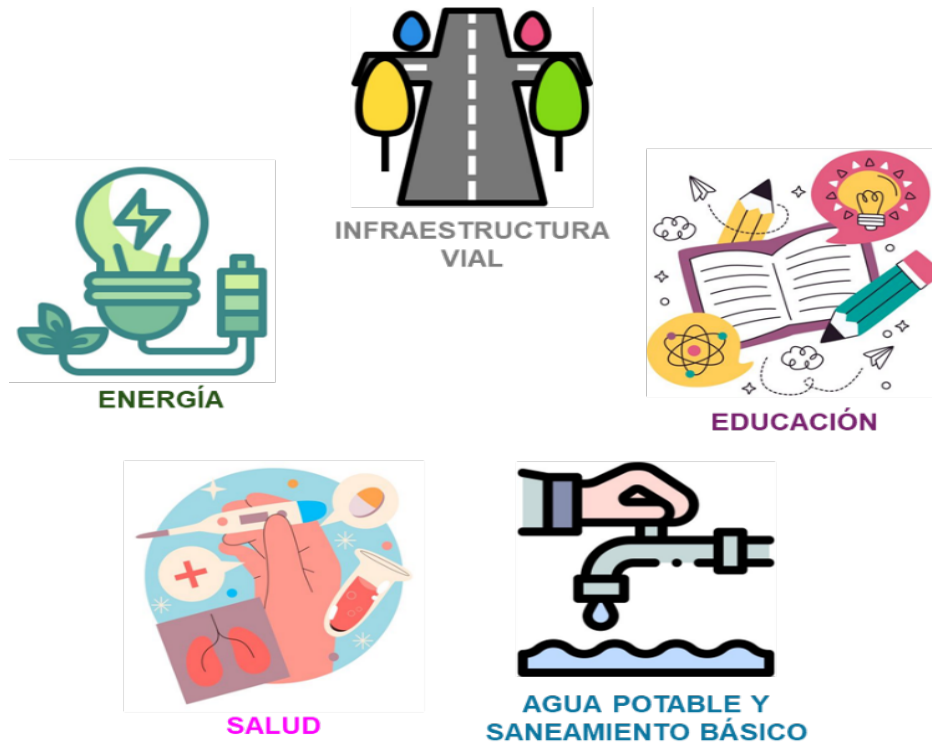 INFRAESTRUCTURA
VIAL
ENERGÍA
EDUCACIÓN
SALUD
AGUA POTABLE Y
SANEAMIENTO BÁSICO